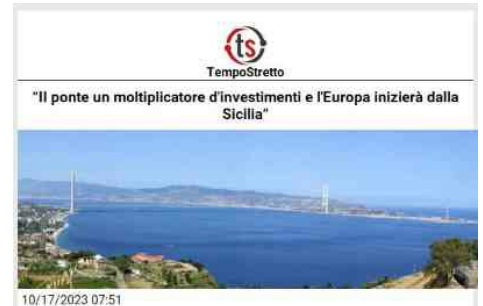 ts
TempoStretto
"Il ponte un moltiplicatore d'investimenti e l'Europa inizierà dalla
Sicilia"
10/17/2023 07:51